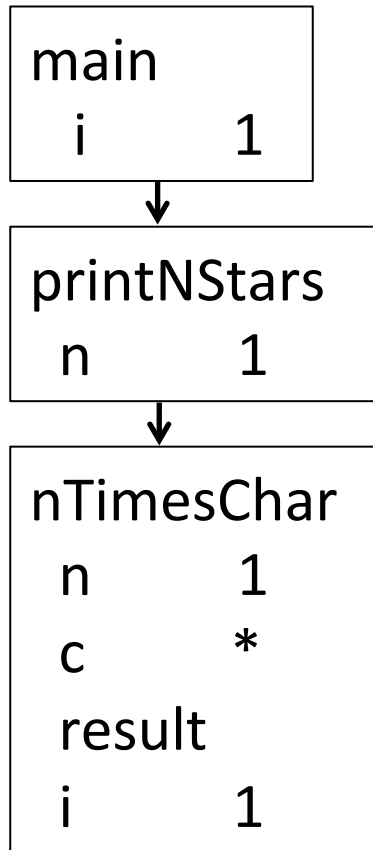 main
i 1
printNStars
n 1
nTimesChar
n 1
c *
result
i 1